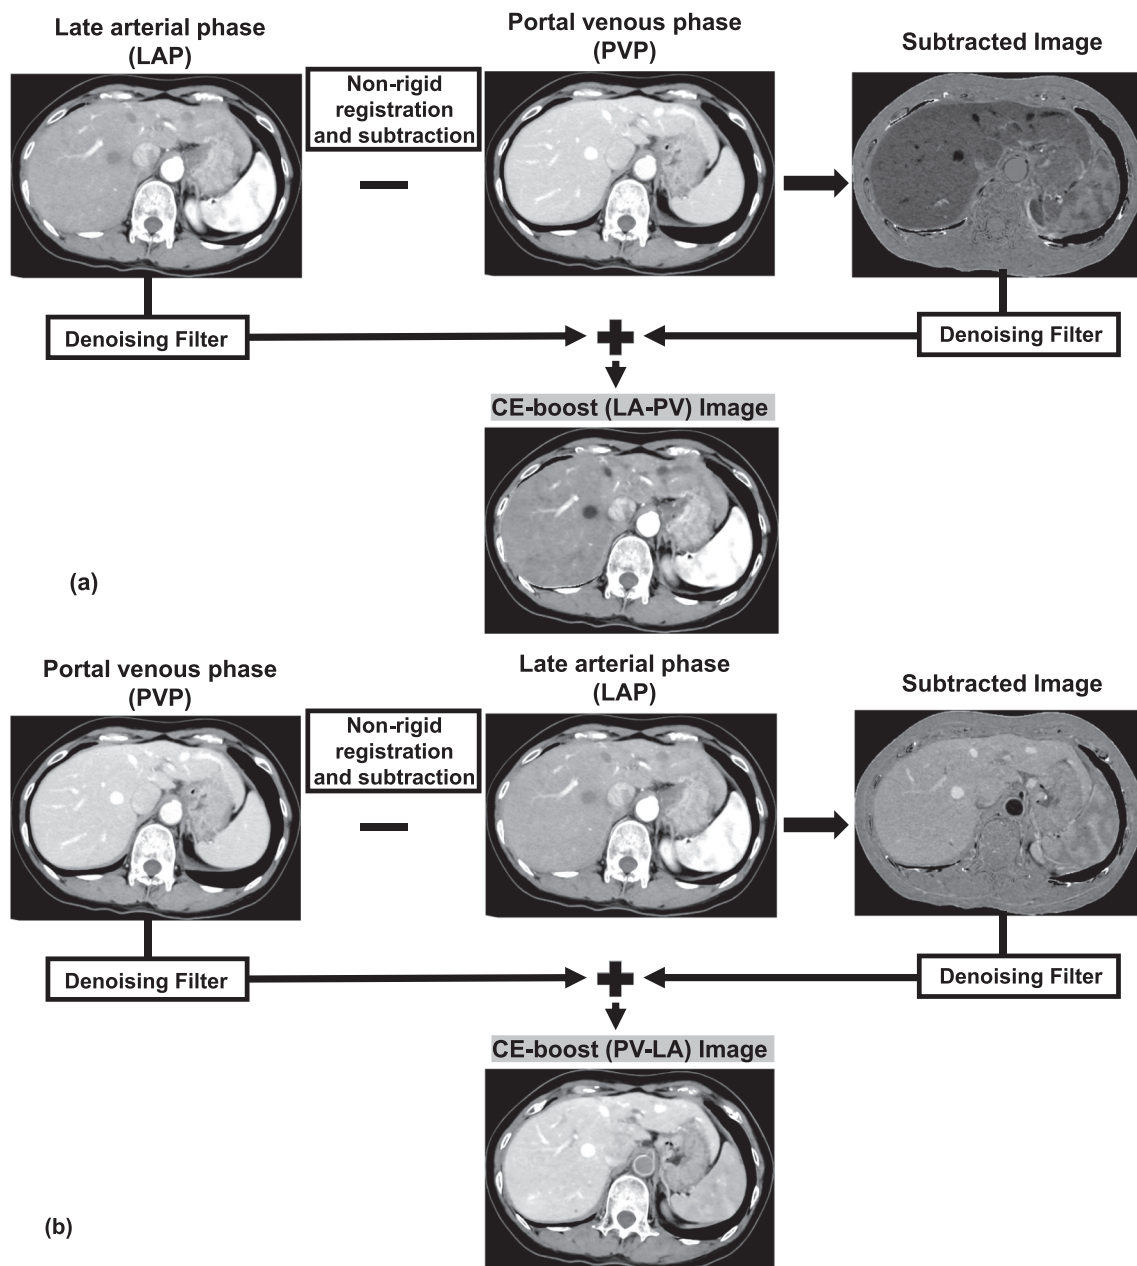 Late arterial phase
(LAP)
Non-rigid
registration
and subtraction
Portal venous phase
(PVP)
Subtracted Image
Denoising Filter
Denoising Filter
CE-boost (LA-PV) Image
(a)
Portal venous phase
(PVP)
Non-rigid
registration
and subtraction
Late arterial phase
(LAP)
Subtracted Image
Denoising Filter
Denoising Filter
CE-boost (PV-LA) Image
(b)